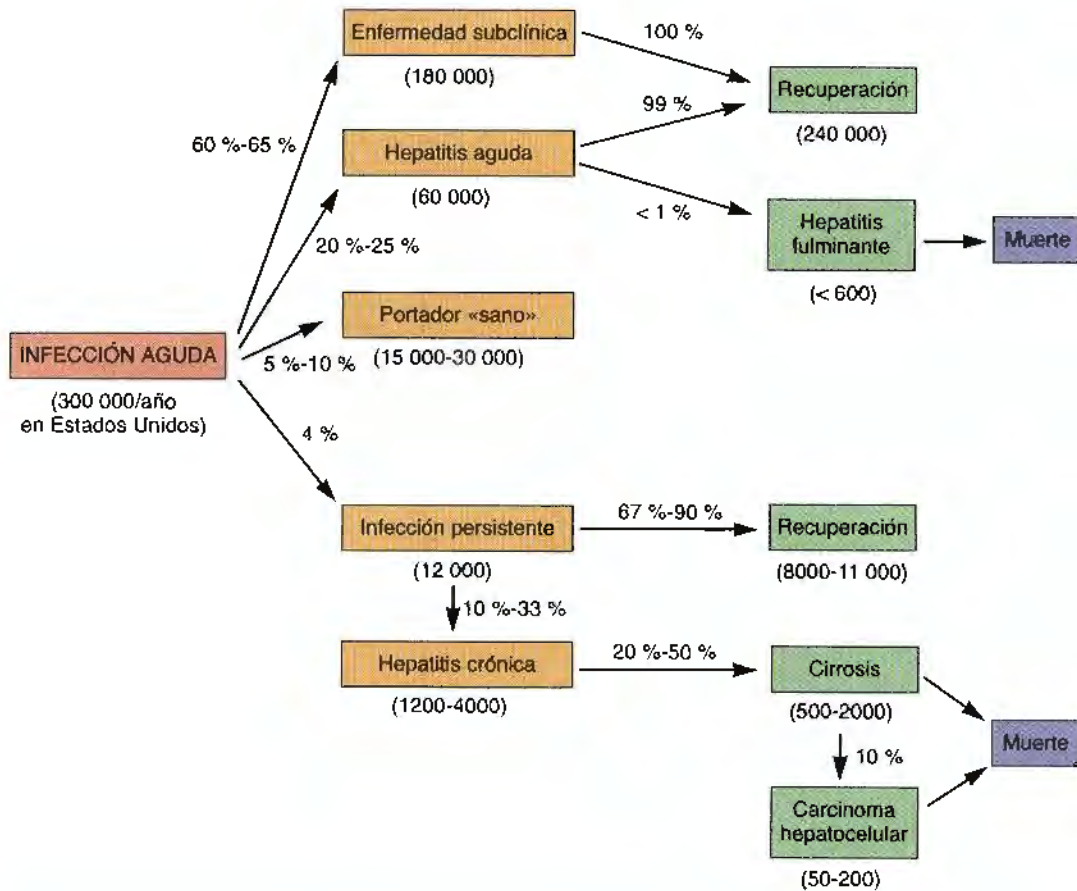 Enfermedad subclínica
(180 000)
100 %
Recuperación
(240 000)
60 %-65 %
Hepatitis aguda
(60 000)
99 %
< 1 %
20 %-25 %
Hepatitis
fulminante
(< 600)
Muerte
Portador «sano»
(15 000-30 000)
INFECCIÓN AGUDA
(300 000/año
en Estados Unidos)
5 %-10 %
4 %
Infección persistente
(12 000)
67 %-90 %
Recuperación
(8000-11 000)
10 %-33 %
Hepatitis crónica
(1200-4000)
20 %-50 %
Cirrosis
(500-2000)
10 %
Muerte
Carcinoma
hepatocelular
(50-200)